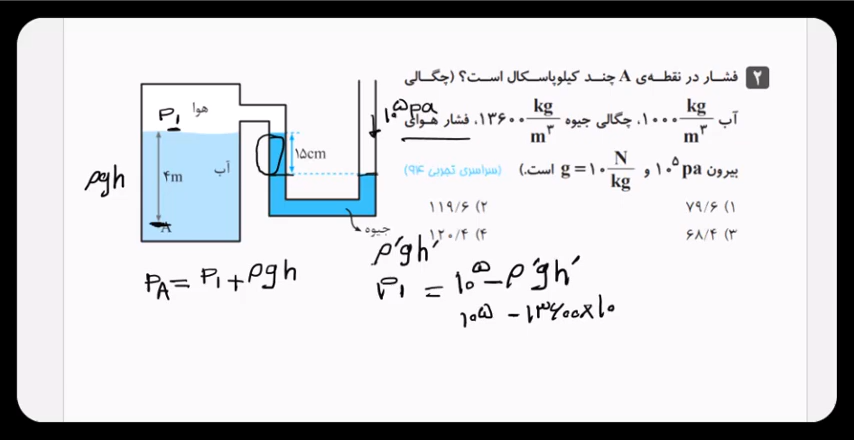 ۲ فشار در نقطه‌ی A چند کیلوپاسکال است؟ (چگالی
آب ۱۰۰۰ kg/m³، چگالی جیوه ۱۳۶۰۰ kg/m³، فشار هوای
بیرون ۱۰⁵ pa و g = ۱۰ N/kg است.) (سراسری تجربی ۹۴)
۱) ۷۹/۶
۲) ۱۱۹/۶
۳) ۶۸/۴
۴) ۱۲۰/۴
هوا
P₁
۱۰⁵ pa
۱۵cm
۴m
آب
ρgh
A
جیوه
ρ′gh′
P_A = P₁ + ρgh
P₁ = ۱۰⁵ − ρ′gh′
۱۰⁵ − ۱۳۶۰۰×۱۰